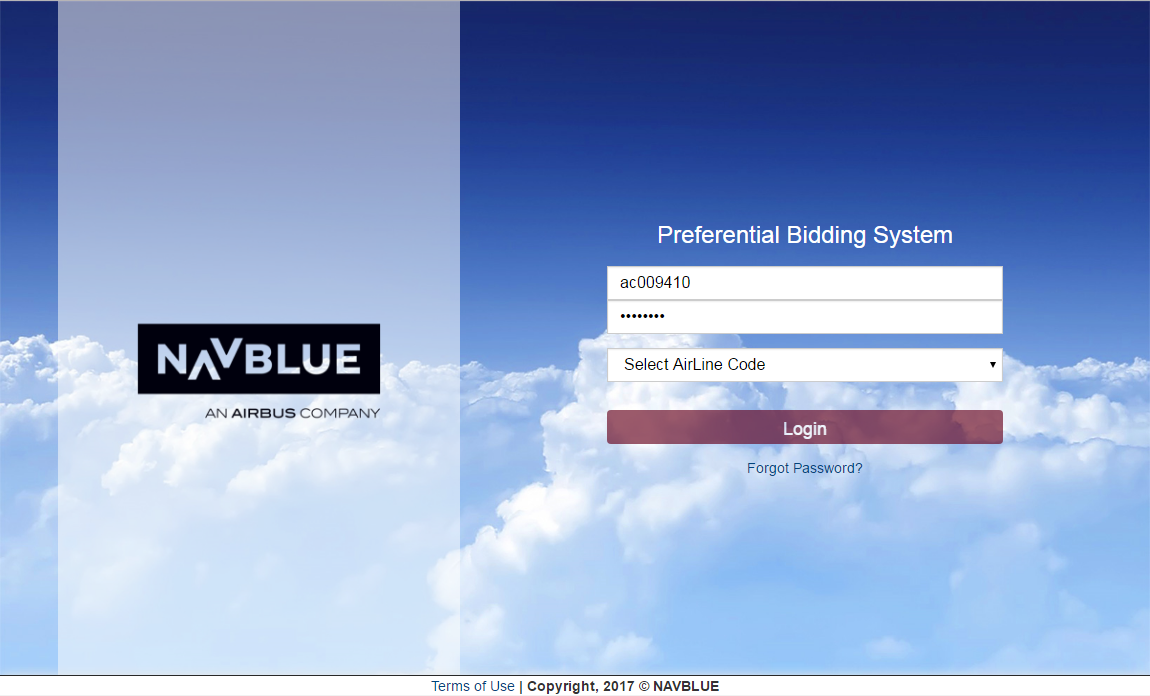 NAVBLUE
AN AIRBUS COMPANY
Preferential Bidding System
ac009410
••••••••
Select AirLine Code
Login
Forgot Password?
Terms of Use | Copyright, 2017 © NAVBLUE